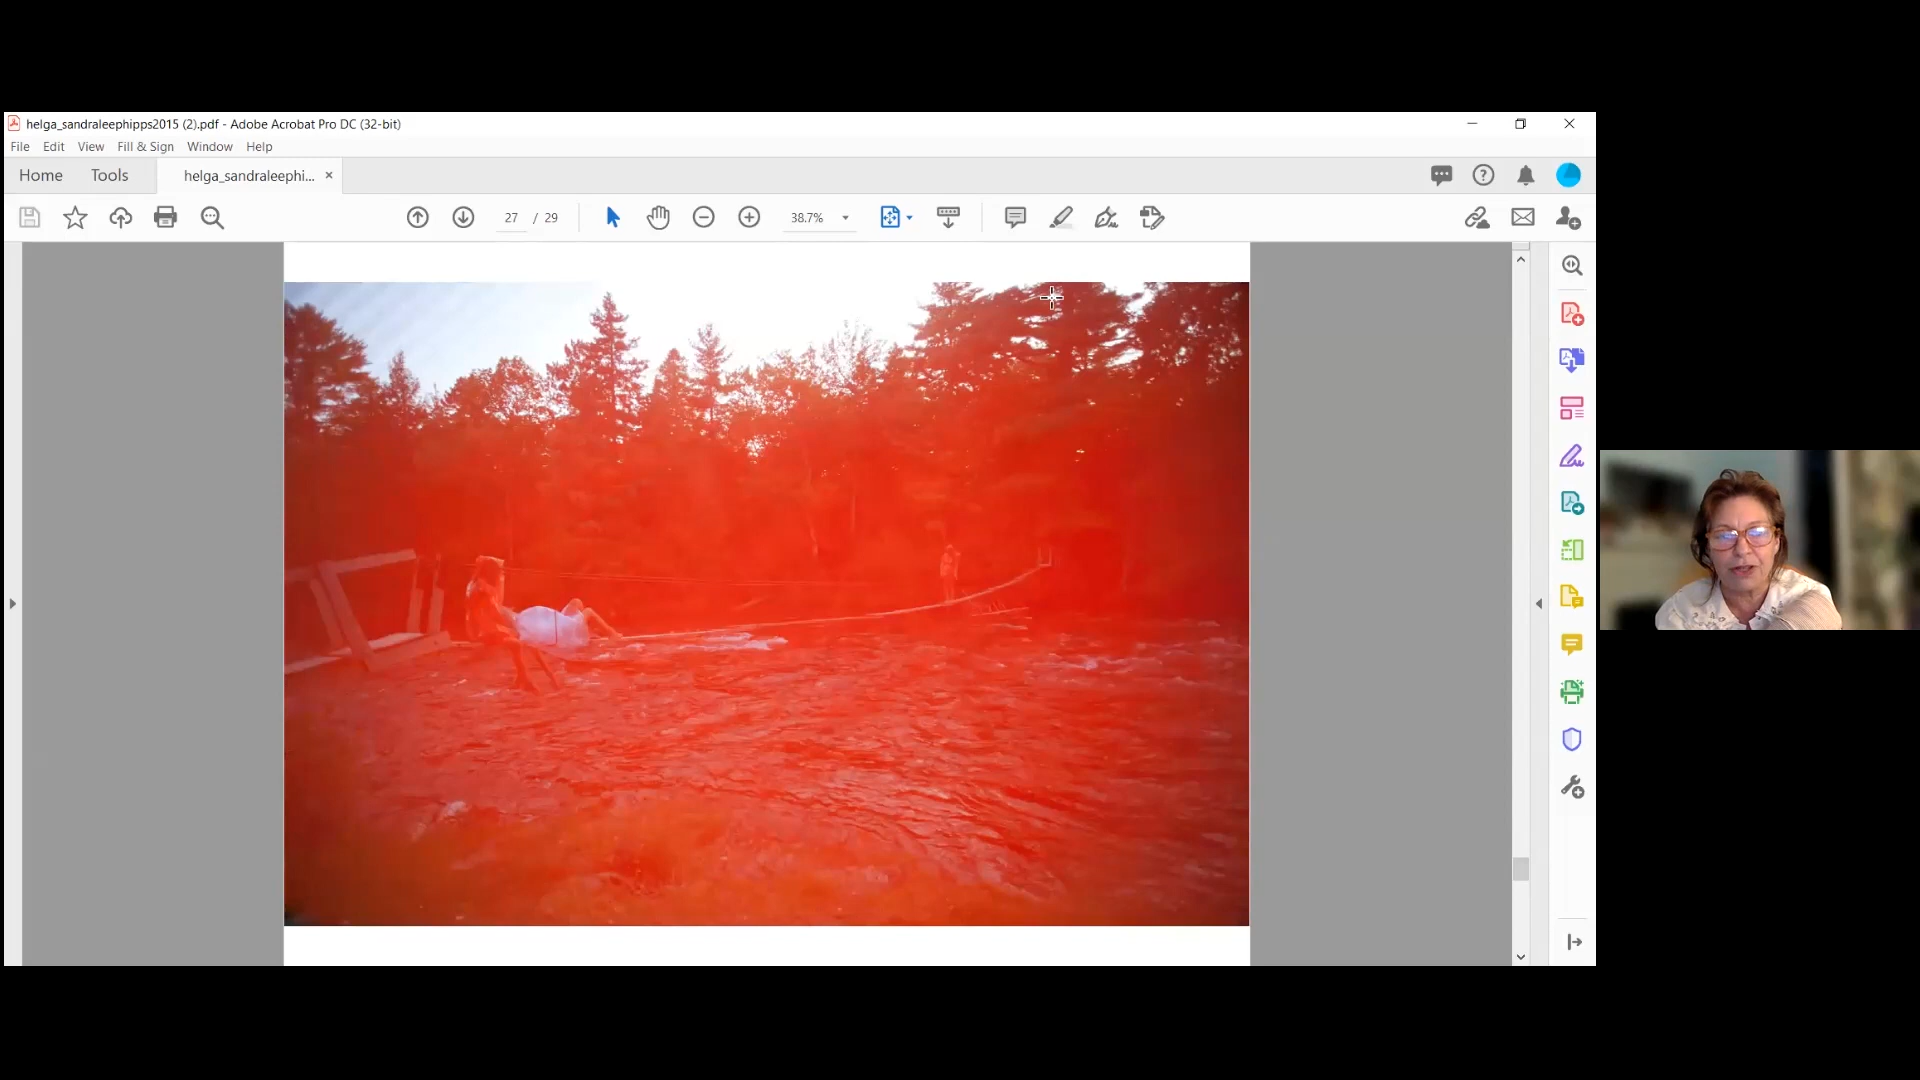 helga_sandraleephipps2015 (2).pdf - Adobe Acrobat Pro DC (32-bit)
File Edit View Fill & Sign Window Help
Home Tools helga_sandraleephi... ×
27 / 29 38.7%